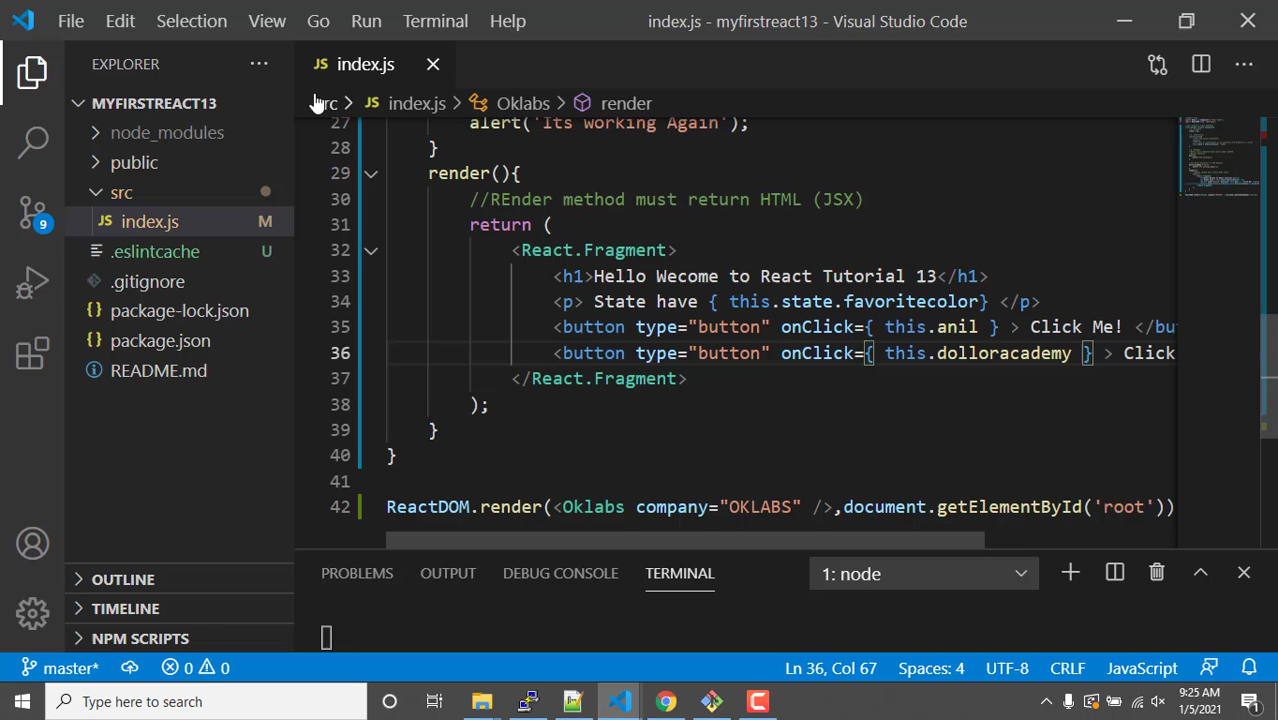 File Edit Selection View Go Run Terminal Help index.js - myfirstreact13 - Visual Studio Code
EXPLORER
JS index.js
MYFIRSTREACT13
node_modules
public
src
JS index.js M
.eslintcache U
.gitignore
package-lock.json
package.json
README.md
OUTLINE
TIMELINE
NPM SCRIPTS
9
JS index.js Oklabs render
27 alert('Its Working Again');
28 }
29 render(){
30 //REnder method must return HTML (JSX)
31 return (
32 <React.Fragment>
33 <h1>Hello Wecome to React Tutorial 13</h1>
34 <p> State have { this.state.favoritecolor} </p>
35 <button type="button" onClick={ this.anil } > Click Me! </bu
36 <button type="button" onClick={ this.dolloracademy } > Click
37 </React.Fragment>
38 );
39 }
40 }
41
42 ReactDOM.render(<Oklabs company="OKLABS" />,document.getElementById('root'))
PROBLEMS OUTPUT DEBUG CONSOLE TERMINAL 1: node
master* 0 0 Ln 36, Col 67 Spaces: 4 UTF-8 CRLF JavaScript
Type here to search
9:25 AM
1/5/2021
1